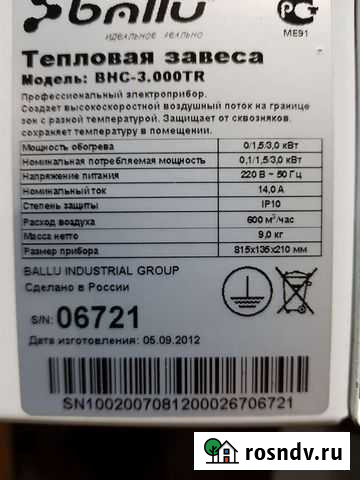 ballu
идеальное реально
ME91
Тепловая завеса
Модель: BHC-3.000TR
Профессиональный электроприбор.
Создает высокоскоростной воздушный поток на границе
зон с разной температурой. Защищает от сквозняков,
сохраняет температуру в помещении.
Мощность обогрева 0/1,5/3,0 кВт
Номинальная потребляемая мощность 0,1/1,5/3,0 кВт
Напряжение питания 220 В ~ 50 Гц
Номинальный ток 14,0 А
Степень защиты IP10
Расход воздуха 600 м³/час
Масса нетто 9,0 кг
Размер прибора 815х135х210 мм
BALLU INDUSTRIAL GROUP
Сделано в России
S/N: 06721
Дата изготовления: 05.09.2012
SN1002007081200026706721
rosndv.ru